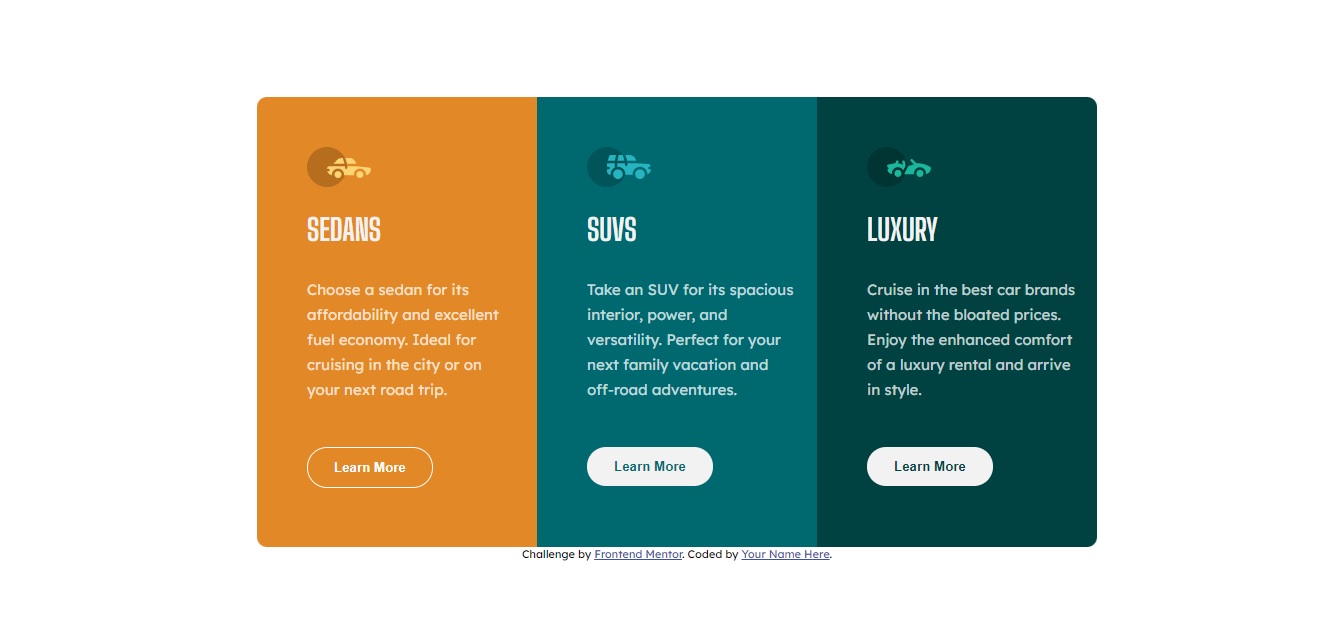 SEDANS
Choose a sedan for its
affordability and excellent
fuel economy. Ideal for
cruising in the city or on
your next road trip.
Learn More
SUVS
Take an SUV for its spacious
interior, power, and
versatility. Perfect for your
next family vacation and
off-road adventures.
Learn More
LUXURY
Cruise in the best car brands
without the bloated prices.
Enjoy the enhanced comfort
of a luxury rental and arrive
in style.
Learn More
Challenge by Frontend Mentor. Coded by Your Name Here.